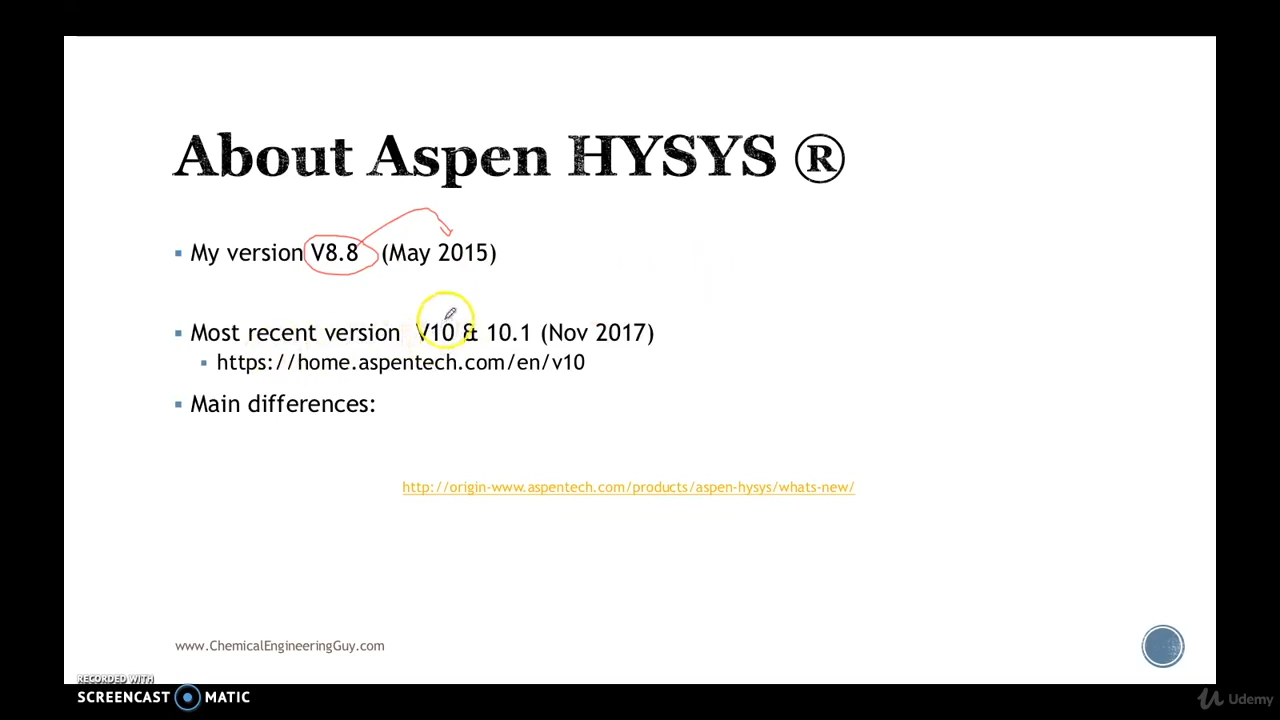 About Aspen HYSYS ®
▪ My version V8.8 (May 2015)
▪ Most recent version V10 & 10.1 (Nov 2017)
▪ https://home.aspentech.com/en/v10
▪ Main differences:
http://origin-www.aspentech.com/products/aspen-hysys/whats-new/
www.ChemicalEngineeringGuy.com
RECORDED WITH
SCREENCAST MATIC
Udemy